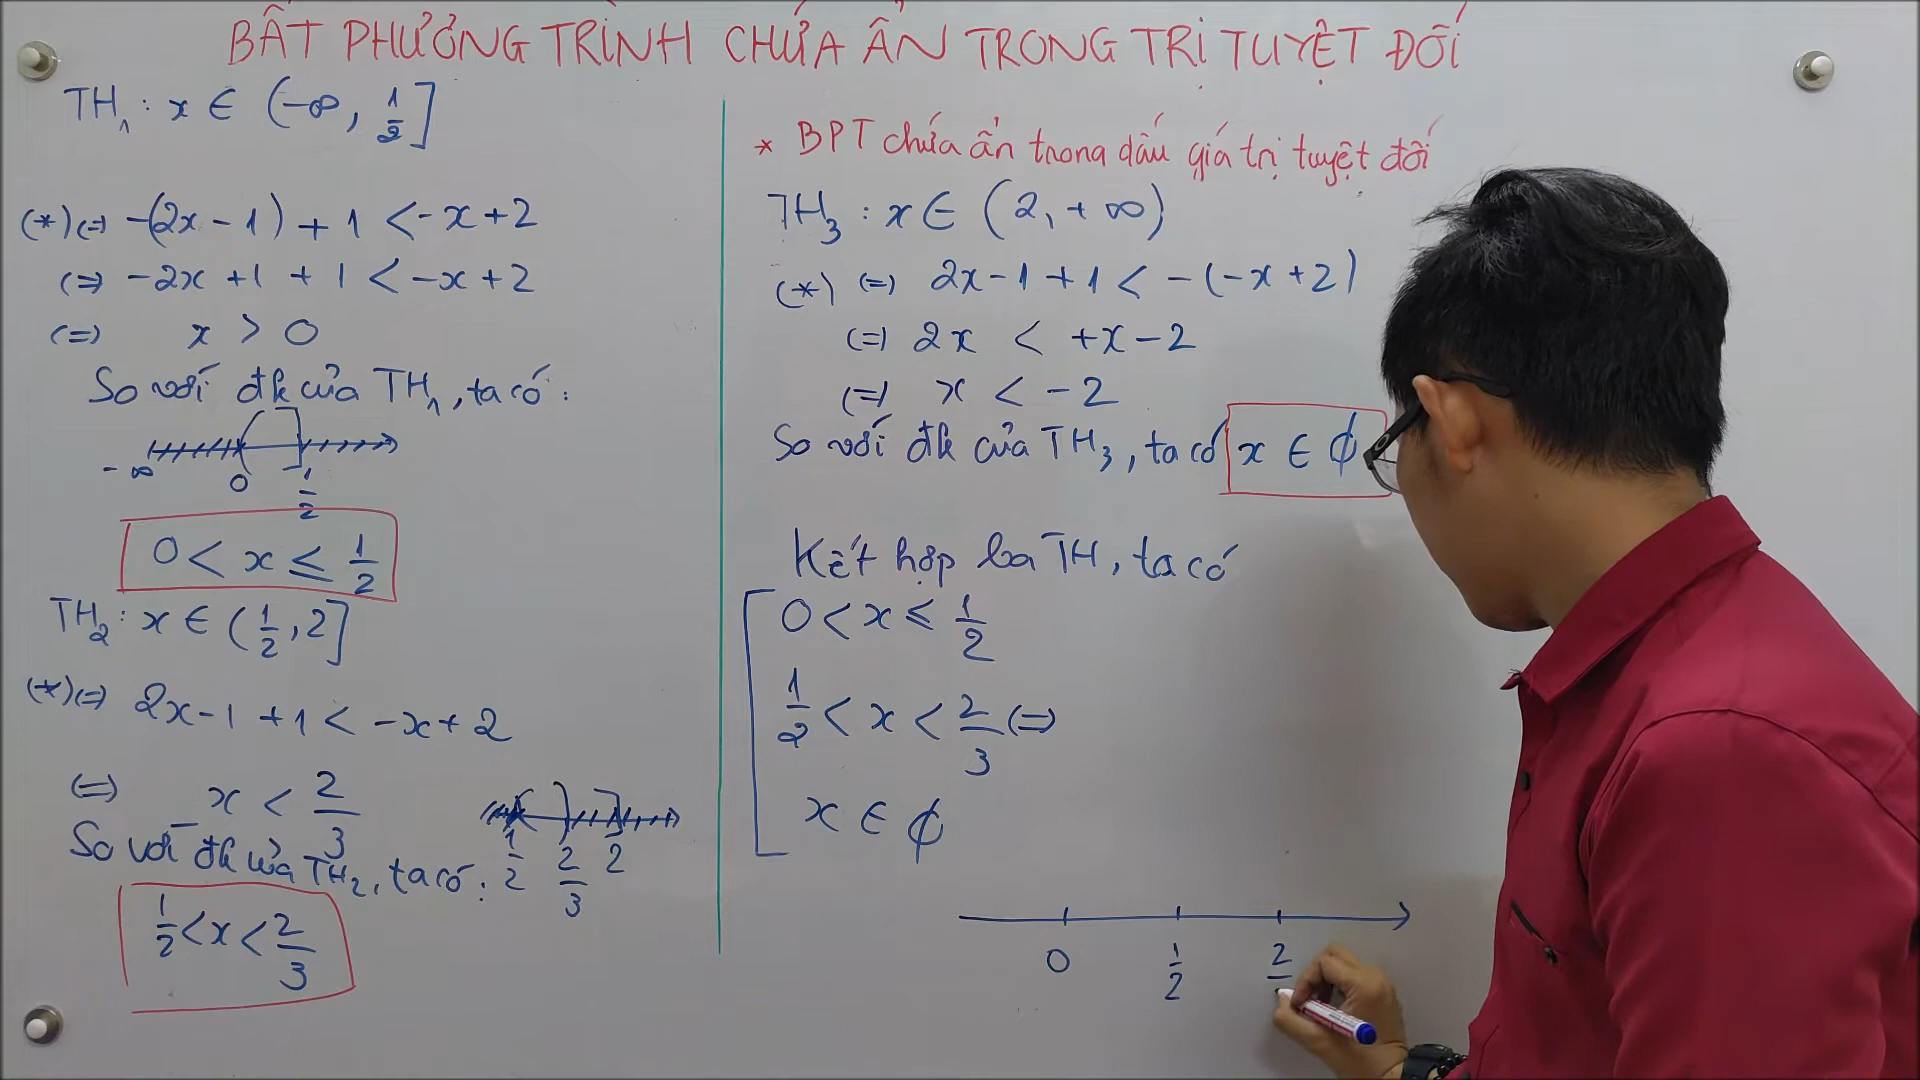 BẤT PHƯƠNG TRÌNH CHỨA ẨN TRONG TRỊ TUYỆT ĐỐI
TH₁ : x ∈ (-∞, 1/2]
(*) (=) -(2x - 1) + 1 < -x + 2
(=) -2x + 1 + 1 < -x + 2
(=) x > 0
So với đk của TH₁, ta có :
-∞ 0 1/2
0 < x ≤ 1/2
TH₂ : x ∈ (1/2, 2]
(*) (=) 2x - 1 + 1 < -x + 2
(=) x < 2/3
So với đk của TH₂, ta có :
1/2 2/3 2
1/2 < x < 2/3
* BPT chứa ẩn trong dấu giá trị tuyệt đối
TH₃ : x ∈ (2, +∞)
(*) (=) 2x - 1 + 1 < -(-x + 2)
(=) 2x < +x - 2
(=) x < -2
So với đk của TH₃, ta có x ∈ ∅
Kết hợp ba TH, ta có
0 < x ≤ 1/2
1/2 < x < 2/3 (=)
x ∈ ∅
0 1/2 2